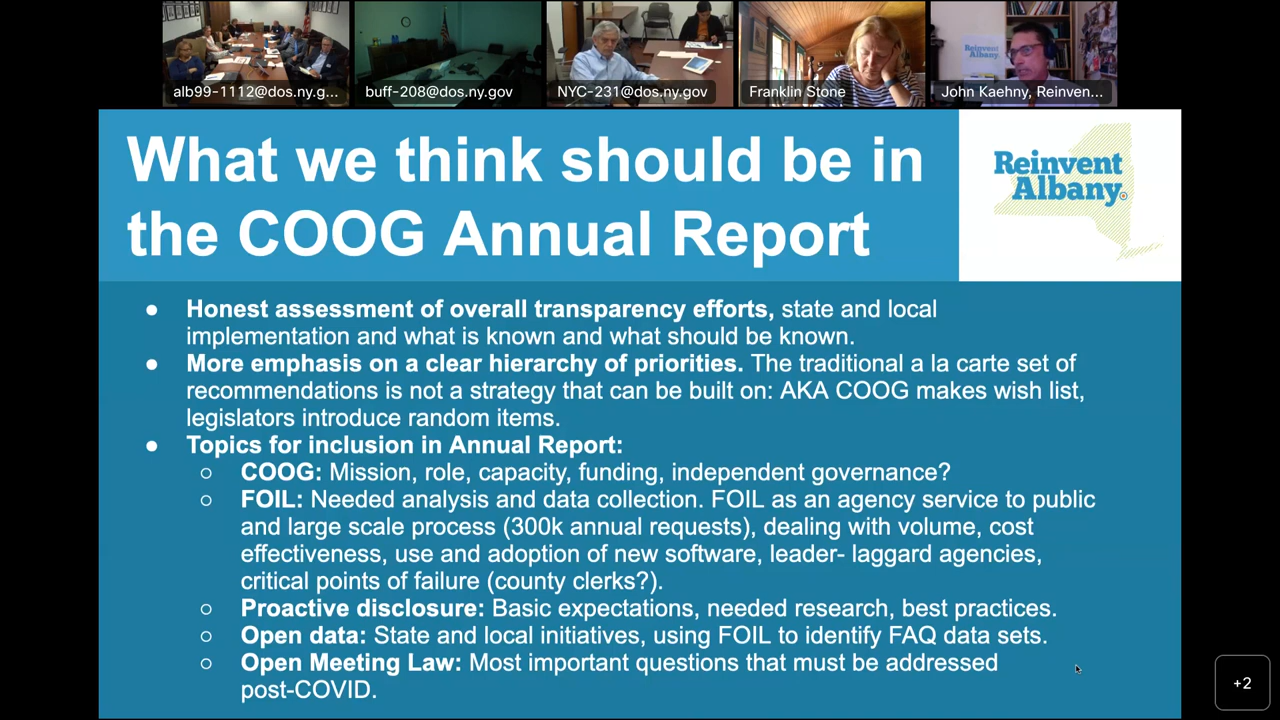 alb99-1112@dos.ny.g...
buff-208@dos.ny.gov
NYC-231@dos.ny.gov
Franklin Stone
John Kaehny, Reinven...
Reinvent
Albany
What we think should be in
the COOG Annual Report
Reinvent
Albany
● Honest assessment of overall transparency efforts, state and local
implementation and what is known and what should be known.
● More emphasis on a clear hierarchy of priorities. The traditional a la carte set of
recommendations is not a strategy that can be built on: AKA COOG makes wish list,
legislators introduce random items.
● Topics for inclusion in Annual Report:
○ COOG: Mission, role, capacity, funding, independent governance?
○ FOIL: Needed analysis and data collection. FOIL as an agency service to public
and large scale process (300k annual requests), dealing with volume, cost
effectiveness, use and adoption of new software, leader- laggard agencies,
critical points of failure (county clerks?).
○ Proactive disclosure: Basic expectations, needed research, best practices.
○ Open data: State and local initiatives, using FOIL to identify FAQ data sets.
○ Open Meeting Law: Most important questions that must be addressed
post-COVID.
+2